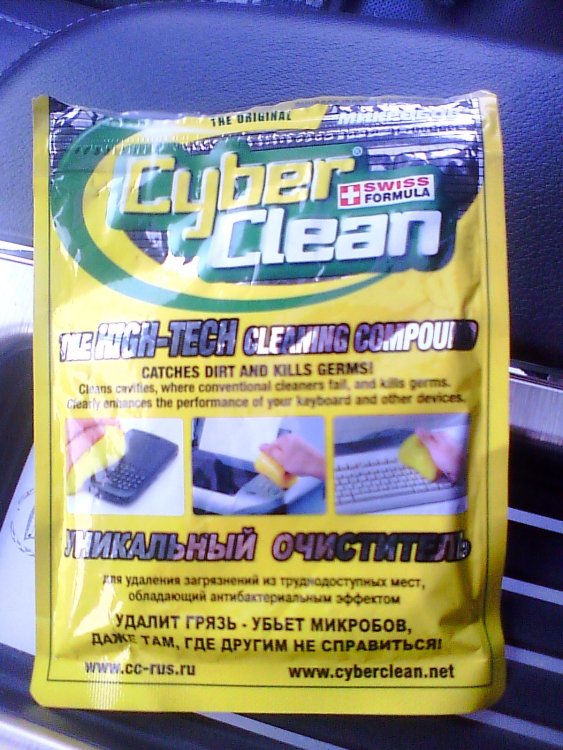 THE ORIGINAL
Cyber®
Clean
SWISS
FORMULA
THE HIGH-TECH CLEANING COMPOUND
CATCHES DIRT AND KILLS GERMS!
Cleans cavities, where conventional cleaners fail, and kills germs.
Clearly enhances the performance of your keyboard and other devices.
УНИКАЛЬНЫЙ ОЧИСТИТЕЛЬ
для удаления загрязнений из труднодоступных мест,
обладающий антибактериальным эффектом
УДАЛИТ ГРЯЗЬ - УБЬЕТ МИКРОБОВ,
ДАЖЕ ТАМ, ГДЕ ДРУГИМ НЕ СПРАВИТЬСЯ!
www.cc-rus.ru
www.cyberclean.net